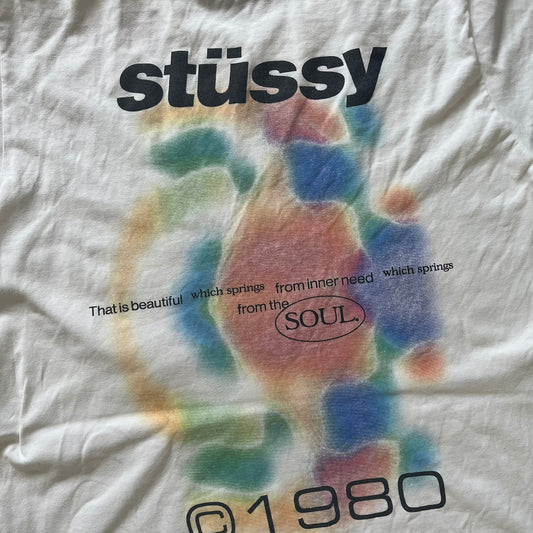 stüssy
That is beautiful which springs from inner need which springs
from the SOUL.
©1980